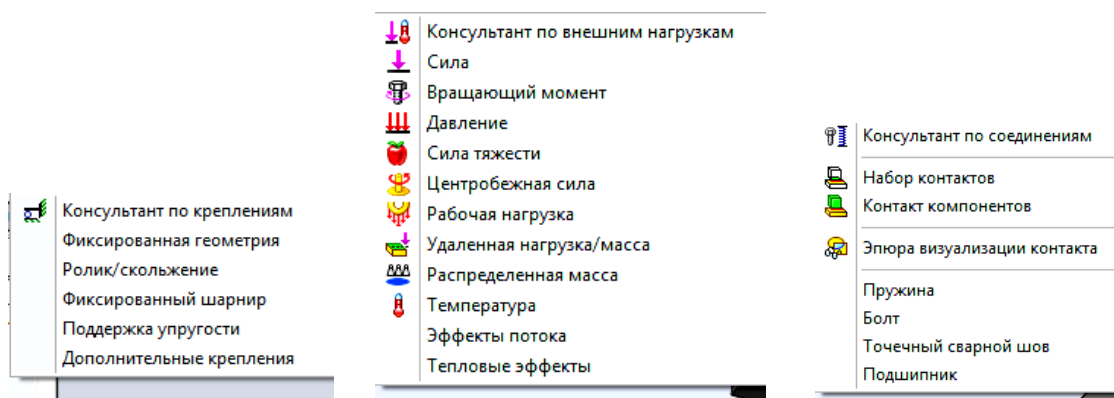 Консультант по креплениям
Фиксированная геометрия
Ролик/скольжение
Фиксированный шарнир
Поддержка упругости
Дополнительные крепления
Консультант по внешним нагрузкам
Сила
Вращающий момент
Давление
Сила тяжести
Центробежная сила
Рабочая нагрузка
Удаленная нагрузка/масса
Распределенная масса
Температура
Эффекты потока
Тепловые эффекты
Консультант по соединениям
Набор контактов
Контакт компонентов
Эпюра визуализации контакта
Пружина
Болт
Точечный сварной шов
Подшипник